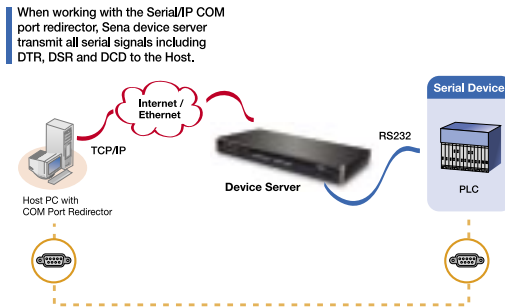 When working with the Serial/IP COM
port redirector, Sena device server
transmit all serial signals including
DTR, DSR and DCD to the Host.
Internet /
Ethernet
Serial Device
TCP/IP
RS232
Device Server
PLC
Host PC with
COM Port Redirector